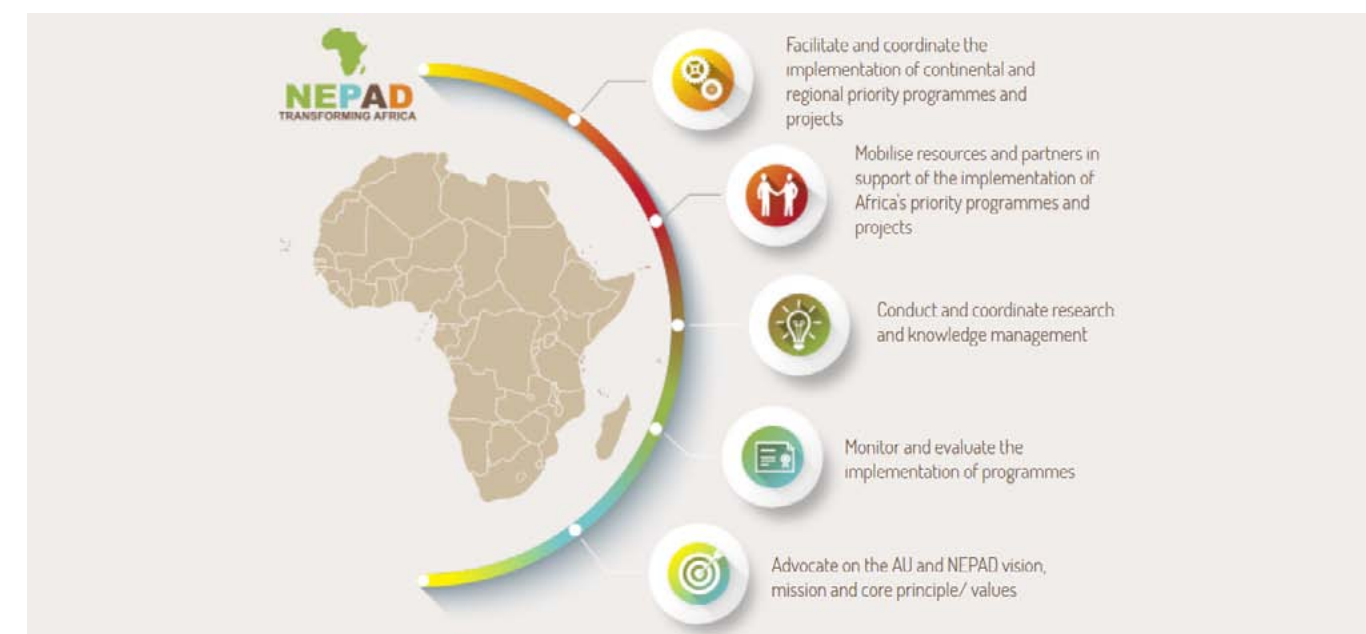 NEPAD
TRANSFORMING AFRICA
Facilitate and coordinate the
implementation of continental and
regional priority programmes and
projects
Mobilise resources and partners in
support of the implementation of
Africa's priority programmes and
projects
Conduct and coordinate research
and knowledge management
Monitor and evaluate the
implementation of programmes
Advocate on the AU and NEPAD vision,
mission and core principle/ values